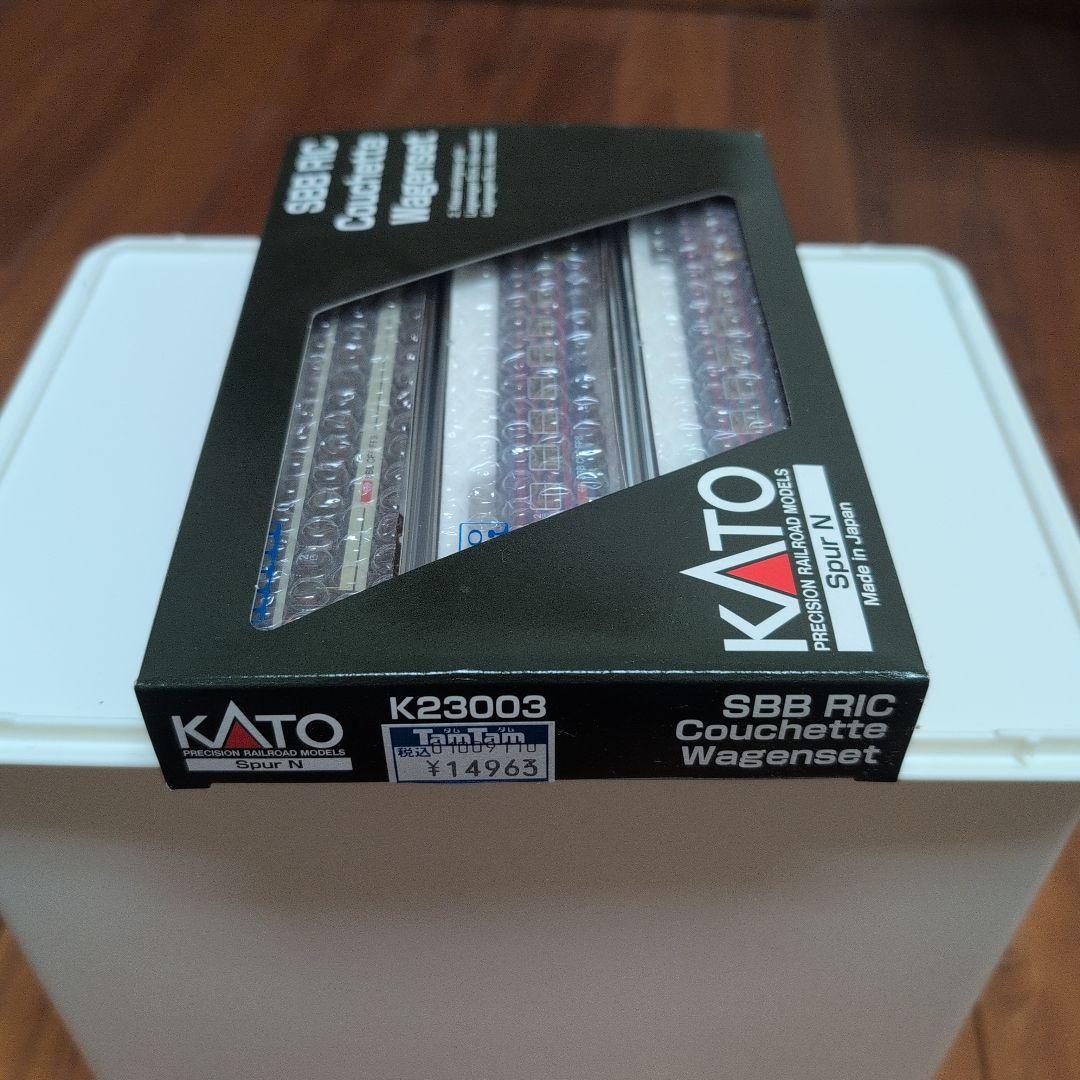 SBB RIC
Couchette
Wagenset
KATO
PRECISION RAILROAD MODELS
Spur N
Made in Japan
KATO
PRECISION RAILROAD MODELS
Spur N
K23003
TamTam
税込
¥14963
SBB RIC
Couchette
Wagenset